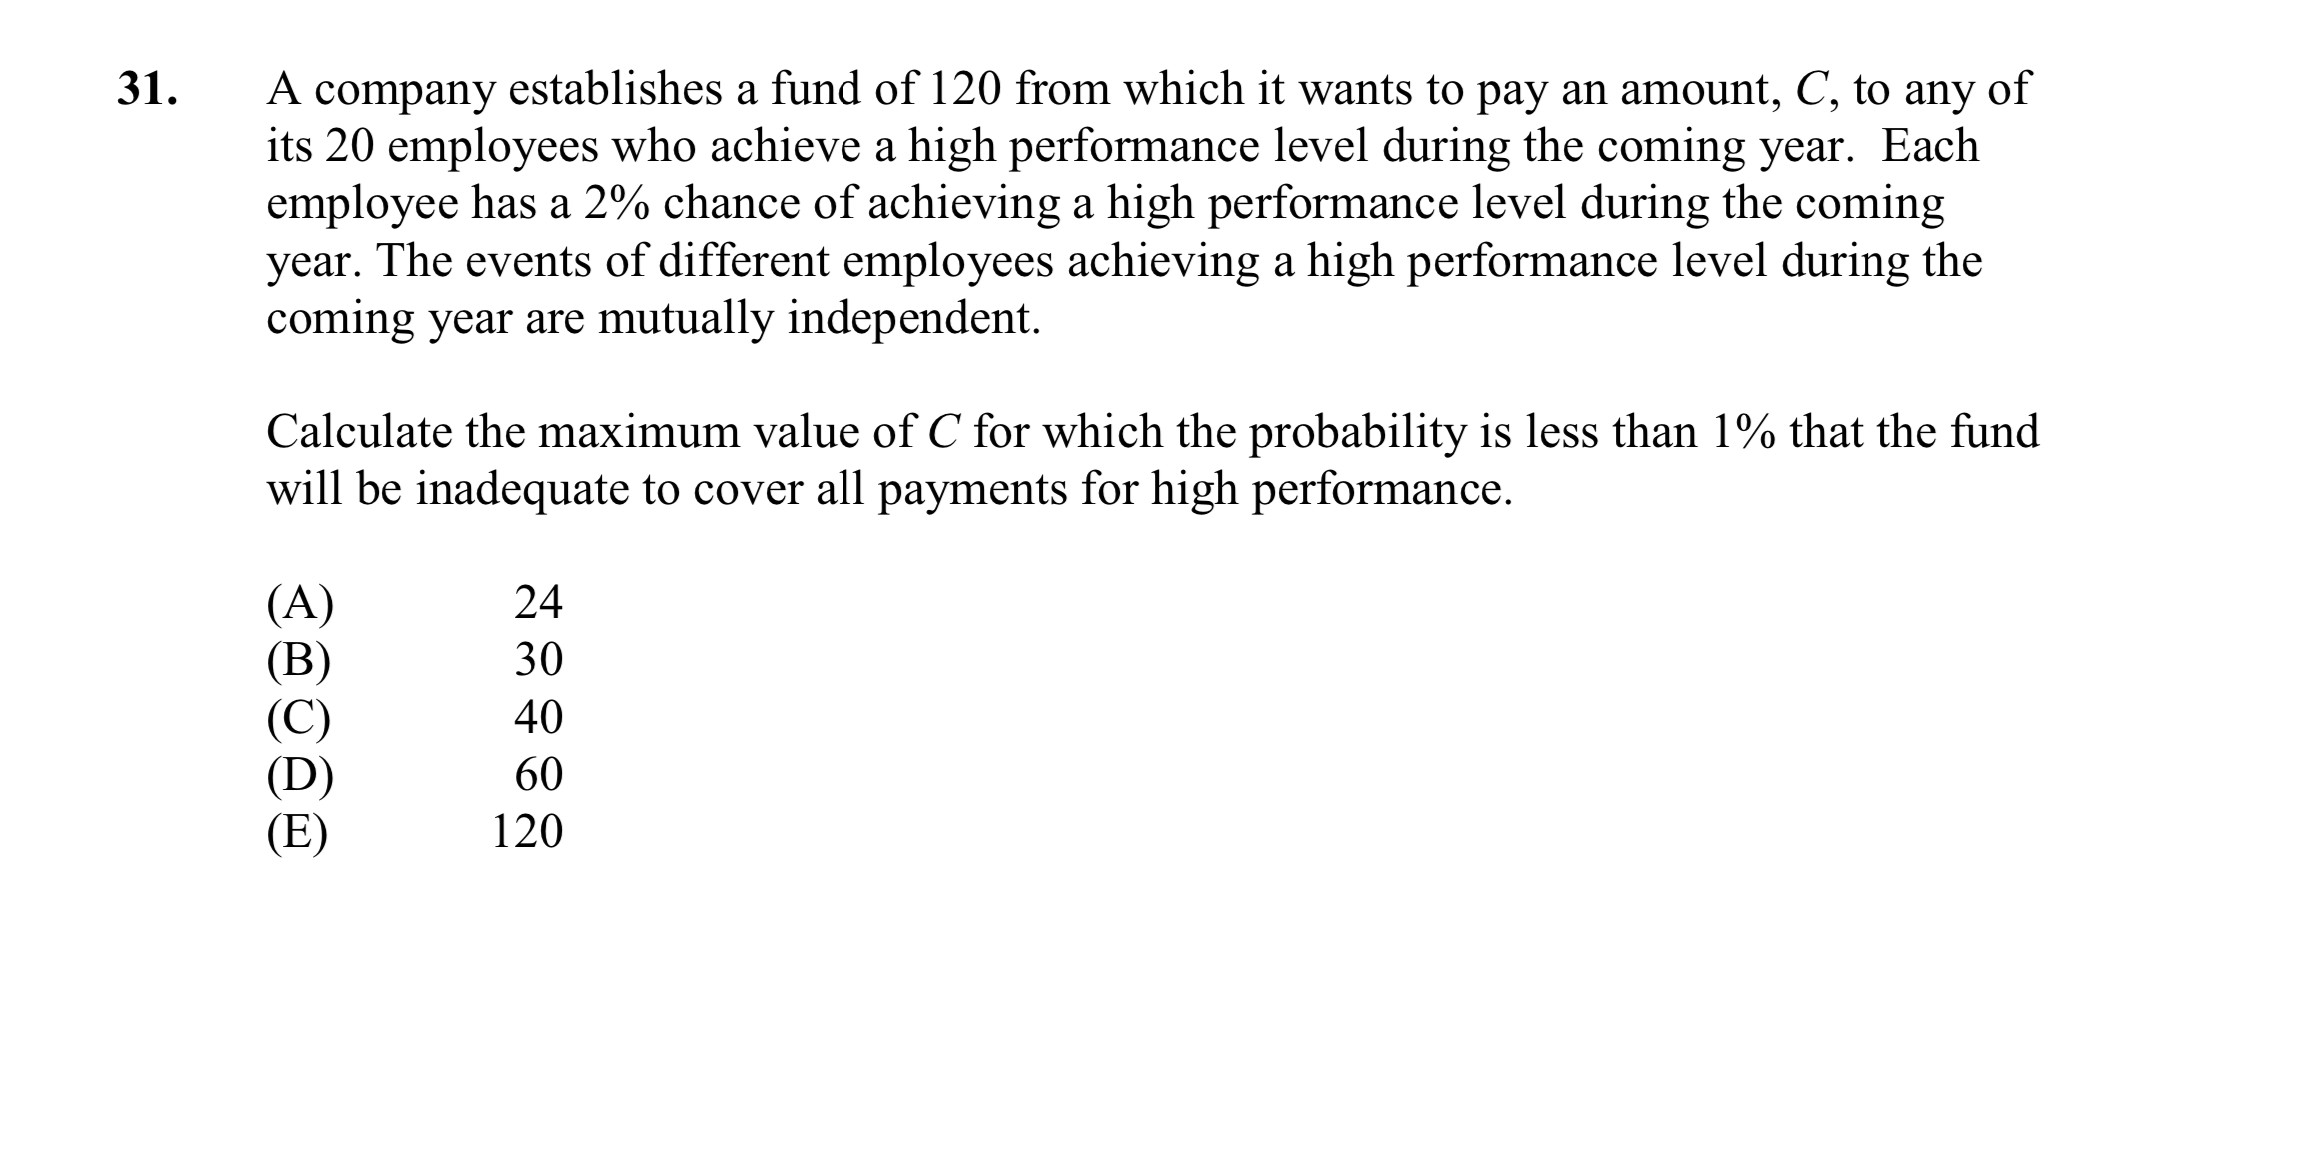 31. A company establishes a fund of 120 from which it wants to pay an amount, C, to any of
its 20 employees who achieve a high performance level during the coming year.  Each
employee has a 2% chance of achieving a high performance level during the coming
year. The events of different employees achieving a high performance level during the
coming year are mutually independent.
Calculate the maximum value of C for which the probability is less than 1% that the fund
will be inadequate to cover all payments for high performance.
(A) 24
(B) 30
(C) 40
(D) 60
(E) 120